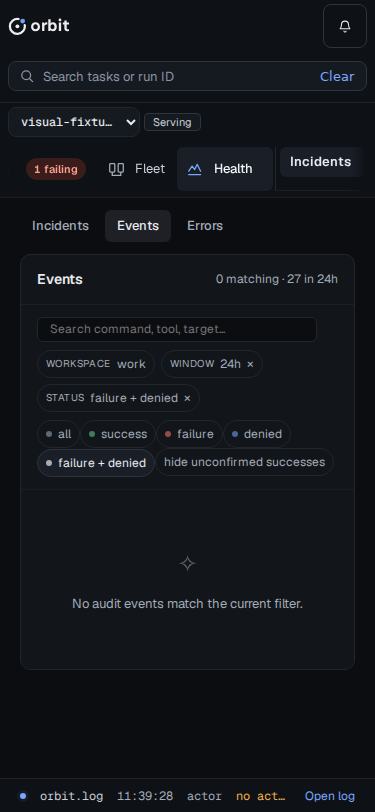 orbit
Search tasks or run ID Clear
visual-fixtu… Serving
1 failing Fleet Health Incidents
Incidents Events Errors
Events 0 matching · 27 in 24h
Search command, tool, target…
WORKSPACE work WINDOW 24h ×
STATUS failure + denied ×
all success failure denied
failure + denied hide unconfirmed successes
No audit events match the current filter.
orbit.log 11:39:28 actor no act… Open log